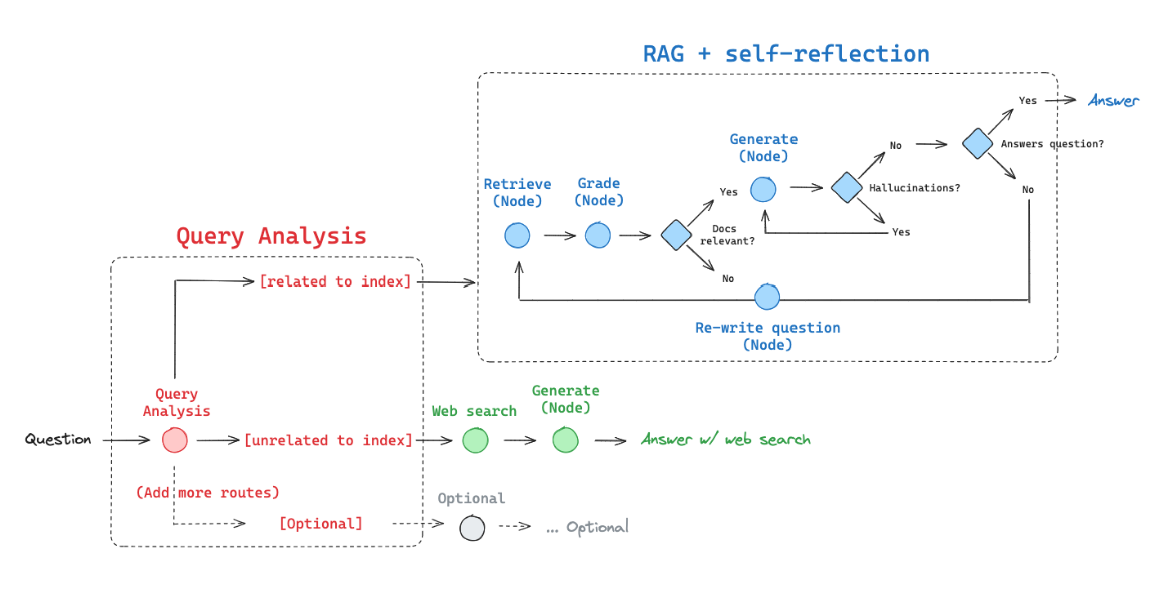 RAG + self-reflection
Yes
Answer
Answers question?
No
Generate
(Node)
No
Hallucinations?
Yes
Retrieve
(Node)
Grade
(Node)
Yes
Docs
relevant?
No
Re-write question
(Node)
Query Analysis
[related to index]
Query
Analysis
Question
[unrelated to index]
Web search
Generate
(Node)
Answer w/ web search
(Add more routes)
[Optional]
Optional
... Optional